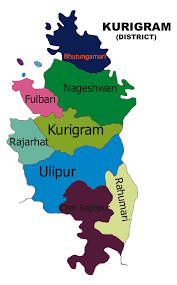 KURIGRAM
(DISTRICT)
Bhurungamari
Nageshwari
Fulbari
Kurigram
Rajarhat
Ulipur
Rahumari
Char Rajibpur